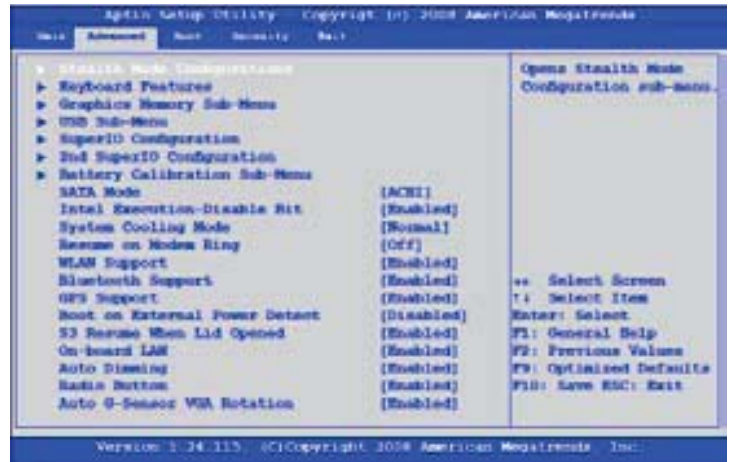 Aptio Setup Utility Copyrigt (c) 2008 American Megatrends
Main Advanced Boot Security Exit
Stealth Mode Configurations
Keyboard Features
Graphics Memory Sub-Menu
USB Sub-Menu
SuperIO Configuration
2nd SuperIO Configuration
Battery Calibration Sub-Menu
SATA Mode [ACHI]
Intel Execution-Disable Bit [Enabled]
System Cooling Mode [Normal]
Resume on Modem Ring [Off]
WLAN Support [Enabled]
Bluetooth Support [Enabled]
GPS Support [Enabled]
Boot on External Power Detect [Disabled]
S3 Resume When Lid Opened [Enabled]
On-board LAN [Enabled]
Auto Dimming [Enabled]
Radio Button [Enabled]
Auto G-Sensor VGA Rotation [Enabled]
Opens Stealth Mode
Configuration sub-menu.
Select Screen
↑↓ Select Item
Enter: Select
F1: General Help
F2: Previous Values
F9: Optimized Defaults
F10: Save ESC: Exit
Version 1.24.115. (C)Copyright 2008 American Megatrends Inc.